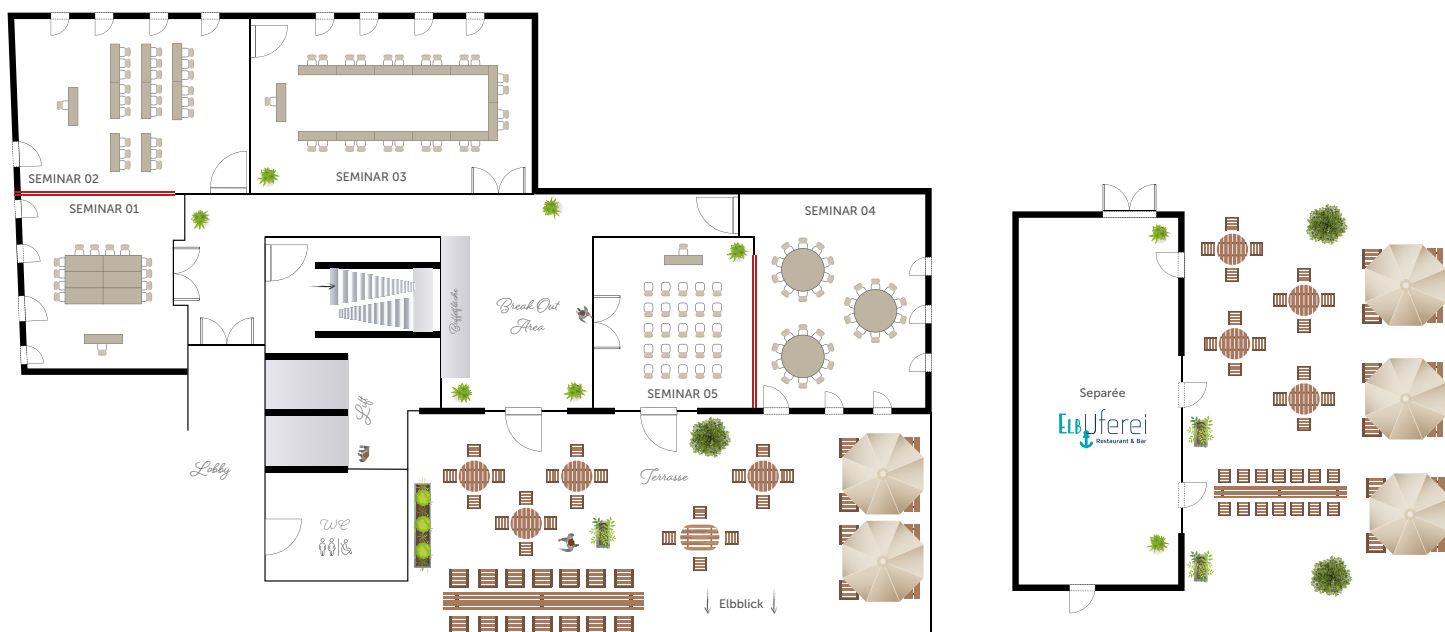 SEMINAR 02
SEMINAR 03
SEMINAR 01
SEMINAR 04
Buffetfläche
Break Out
Area
SEMINAR 05
Lift
Lobby
Terrasse
WC
Elbblick
Separée
ELBUferei
Restaurant & Bar